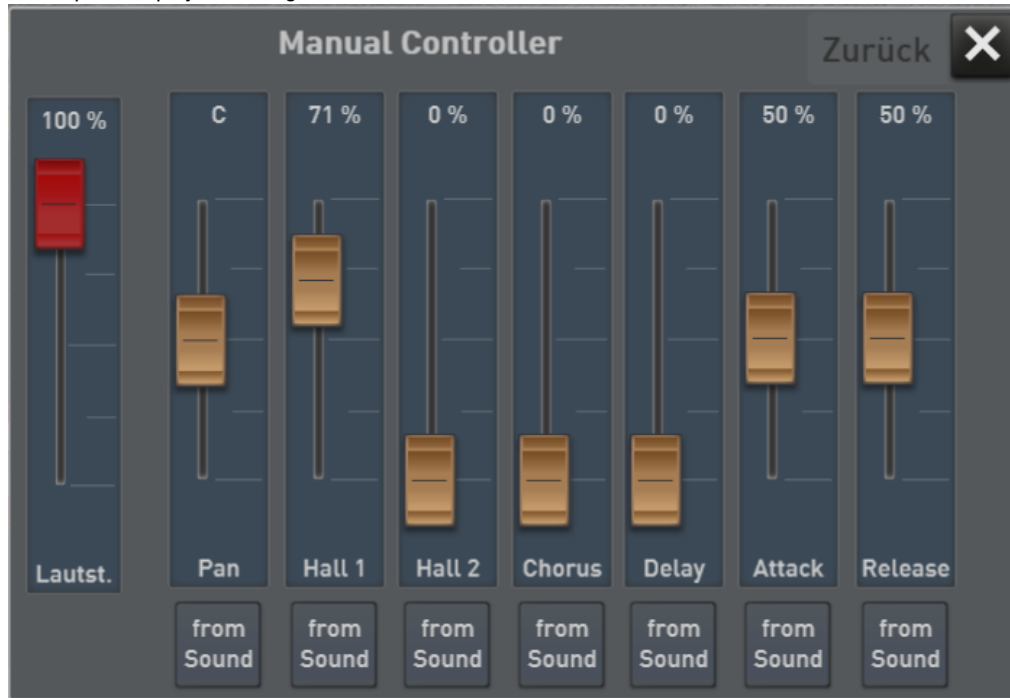 Manual Controller
Zurück
100 %
C
71 %
0 %
0 %
0 %
50 %
50 %
Lautst.
Pan
Hall 1
Hall 2
Chorus
Delay
Attack
Release
from
Sound
from
Sound
from
Sound
from
Sound
from
Sound
from
Sound
from
Sound